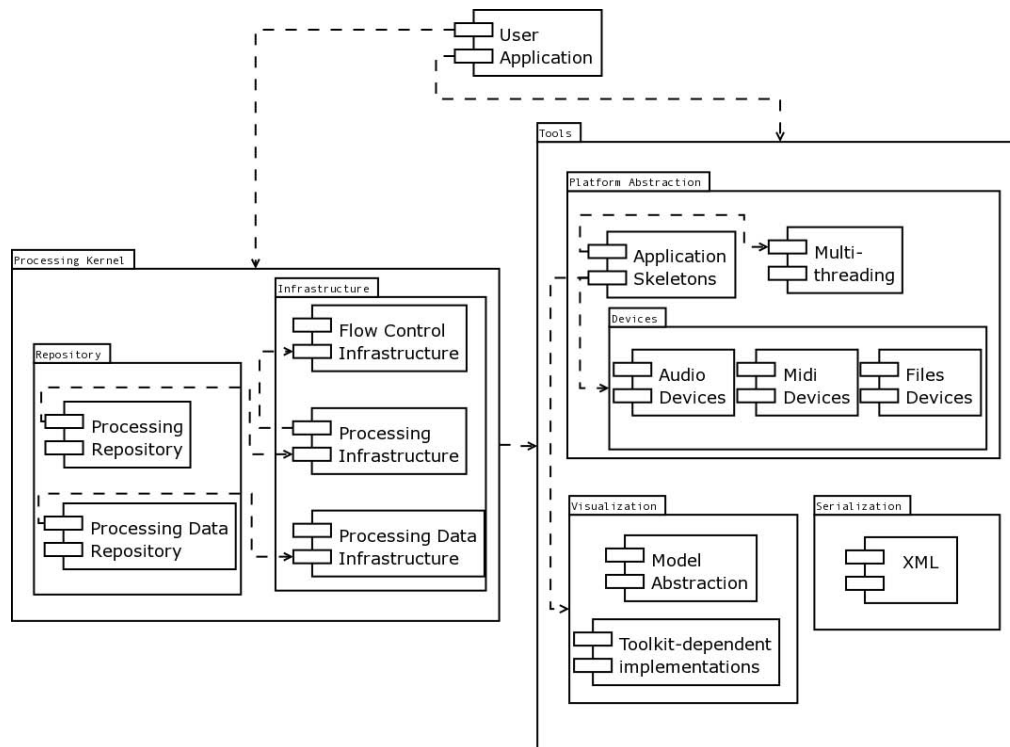 User
Application
Tools
Platform Abstraction
Application
Skeletons
Multi-
threading
Devices
Audio
Devices
Midi
Devices
Files
Devices
Processing Kernel
Infrastructure
Flow Control
Infrastructure
Repository
Processing
Repository
Processing
Infrastructure
Processing Data
Repository
Processing Data
Infrastructure
Visualization
Model
Abstraction
Toolkit-dependent
implementations
Serialization
XML